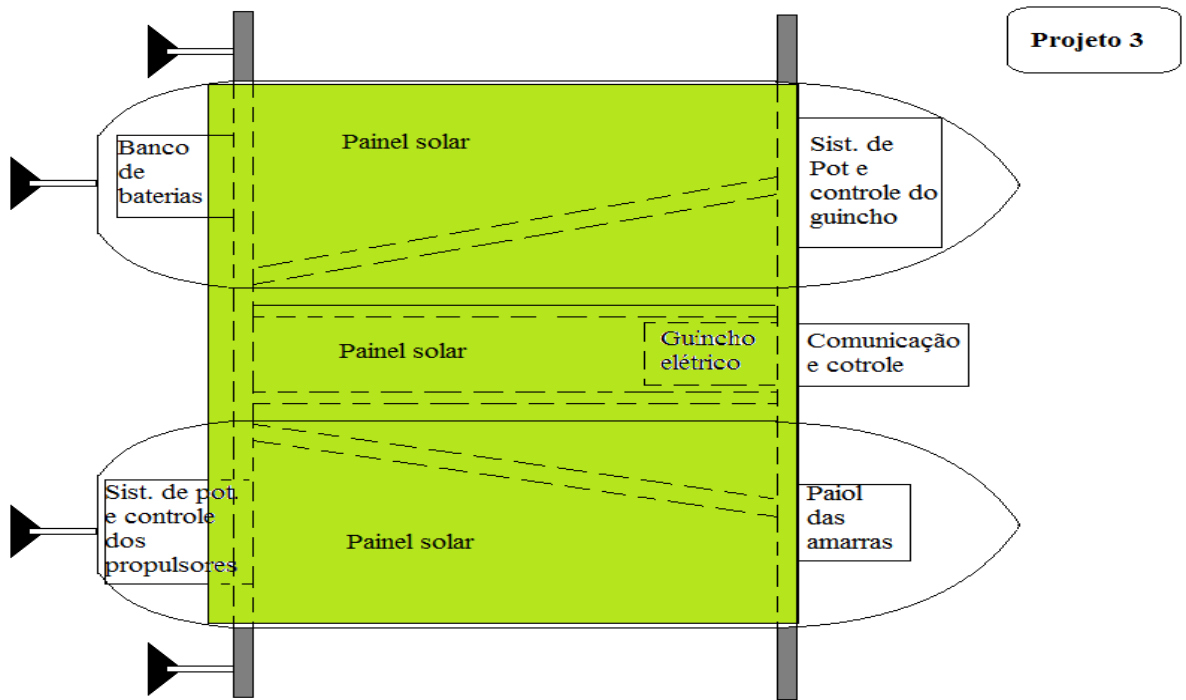 Projeto 3
Painel solar
Banco
de
baterias
Sist. de
Pot e
controle do
guincho
Painel solar
Guincho
elétrico
Comunicação
e cotrole
Sist. de pot.
e controle
dos
propulsores
Painel solar
Paiol
das
amarras